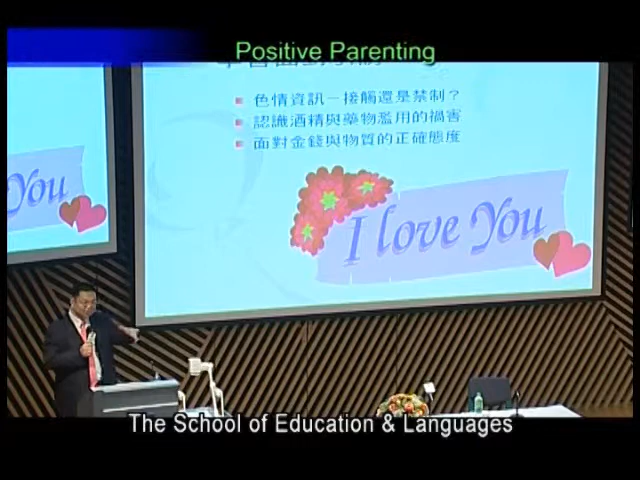 Positive Parenting
色情資訊－接觸還是禁制？
認識酒精與藥物濫用的禍害
面對金錢與物質的正確態度
You
I love You
The School of Education & Languages